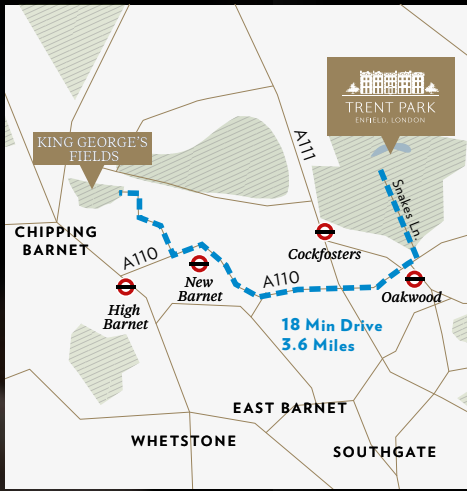 TRENT PARK
ENFIELD, LONDON
KING GEORGE'S
FIELDS
A111
Snakes Ln.
CHIPPING
BARNET
A110
Cockfosters
New
Barnet
A110
Oakwood
High
Barnet
18 Min Drive
3.6 Miles
EAST BARNET
WHETSTONE
SOUTHGATE